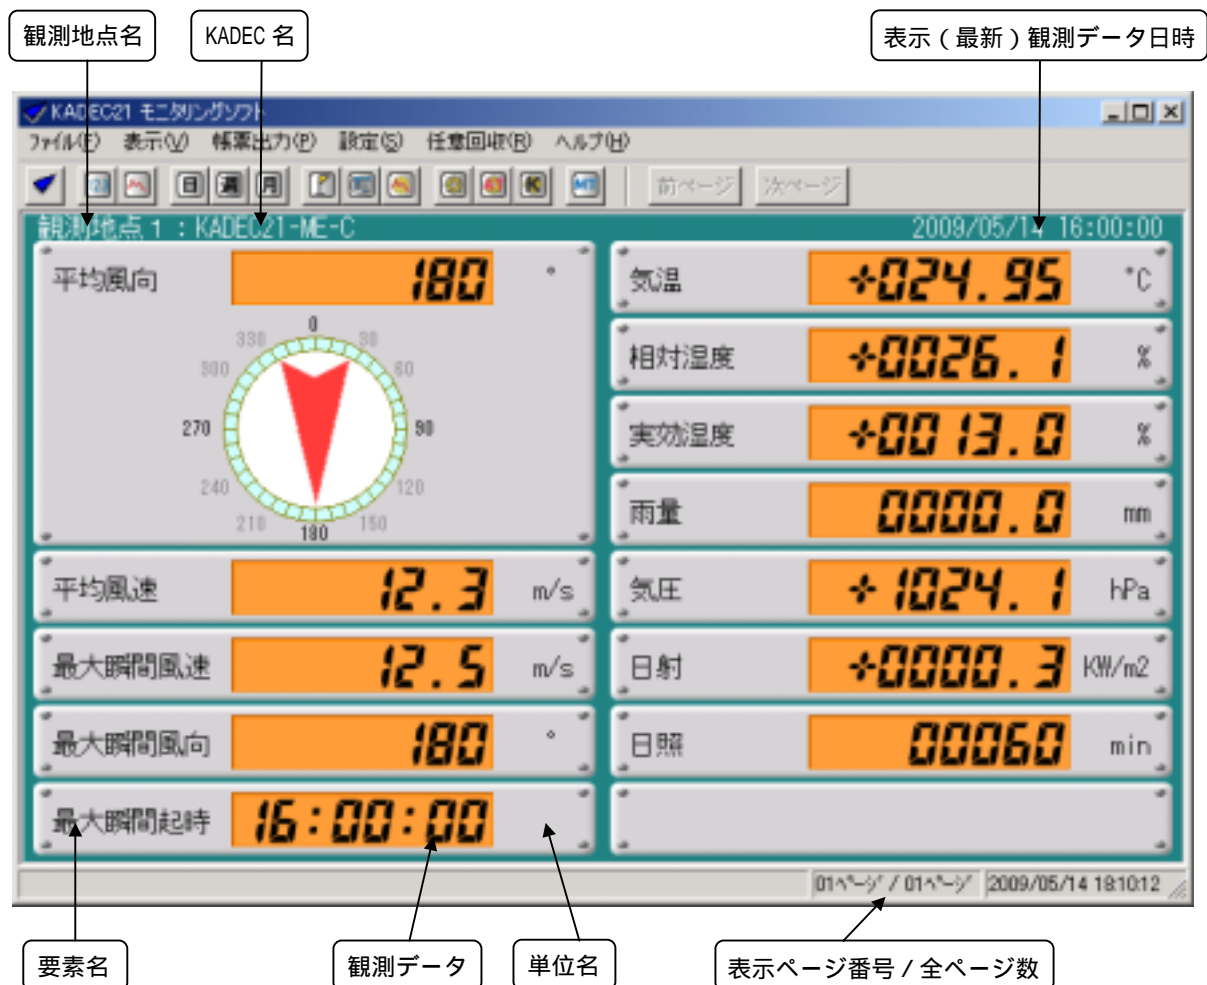 観測地点名
KADEC 名
表示(最新)観測データ日時
KADEC21 モニタリングソフト
ファイル(F) 表示(V) 帳票出力(P) 設定(S) 任意回収(R) ヘルプ(H)
123 日 週 月 K MT 前ページ 次ページ
観測地点 1 : KADEC21-ME-C 2009/05/14 16:00:00
平均風向 180 °
0
330 30
300 60
270 90
240 120
210 150
180
平均風速 12.3 m/s
最大瞬間風速 12.5 m/s
最大瞬間風向 180 °
最大瞬間起時 16:00:00
気温 +024.95 °C
相対湿度 +0026.1 %
実効湿度 +0013.0 %
雨量 0000.0 mm
気圧 +1024.1 hPa
日射 +0000.3 KW/m2
日照 00060 min
01ページ / 01ページ 2009/05/14 18:10:12
要素名
観測データ
単位名
表示ページ番号 / 全ページ数